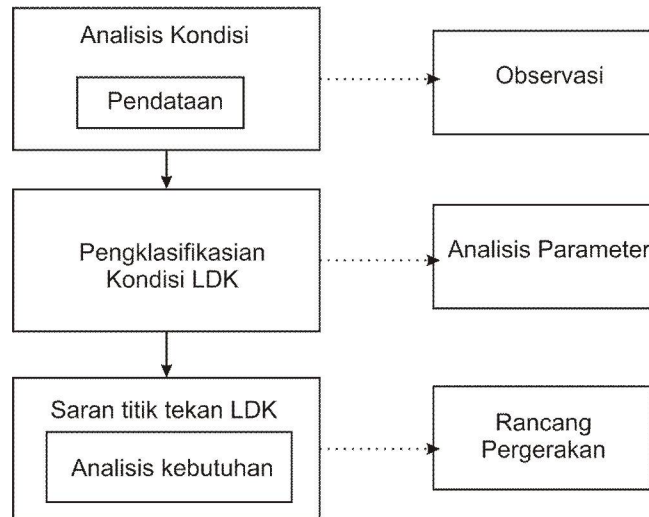 Analisis Kondisi
Pendataan
Observasi
Pengklasifikasian
Kondisi LDK
Analisis Parameter
Saran titik tekan LDK
Analisis kebutuhan
Rancang
Pergerakan